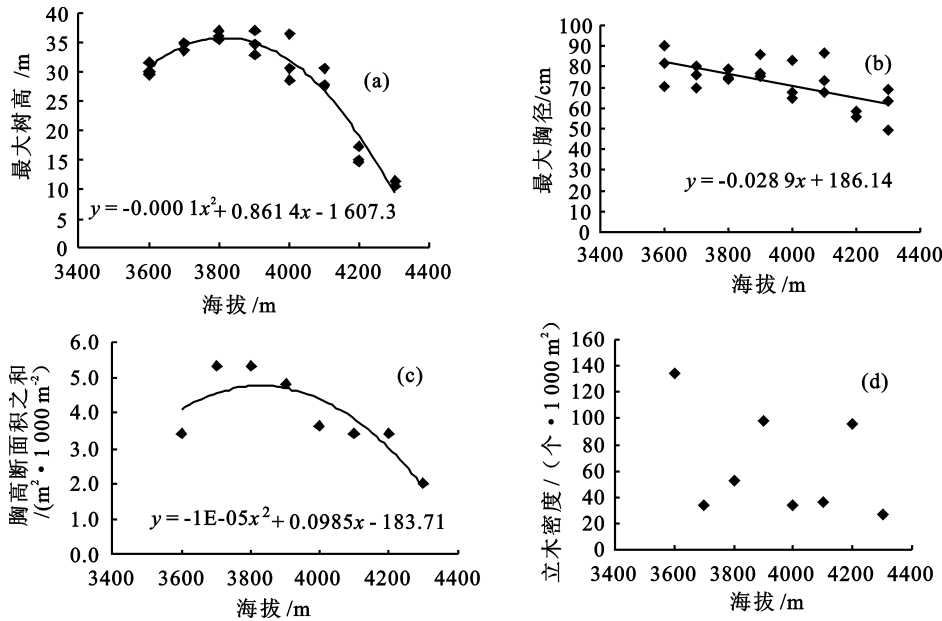 40
35
30
25
20
15
10
5
0
最大树高 /m
(a)
y = -0.000 1x² + 0.861 4x - 1 607.3
3400 3600 3800 4000 4200 4400
海拔 /m
100
90
80
70
60
50
40
30
20
10
0
最大胸径/cm
(b)
y = -0.028 9x + 186.14
3400 3600 3800 4000 4200 4400
海拔 /m
6.0
5.0
4.0
3.0
2.0
1.0
0.0
胸高断面积之和
/(m²·1 000 m⁻²)
(c)
y = -1E-05x² + 0.0985x - 183.71
3400 3600 3800 4000 4200 4400
海拔 /m
160
140
120
100
80
60
40
20
0
立木密度 /（个·1 000 m²)
(d)
3400 3600 3800 4000 4200 4400
海拔 /m